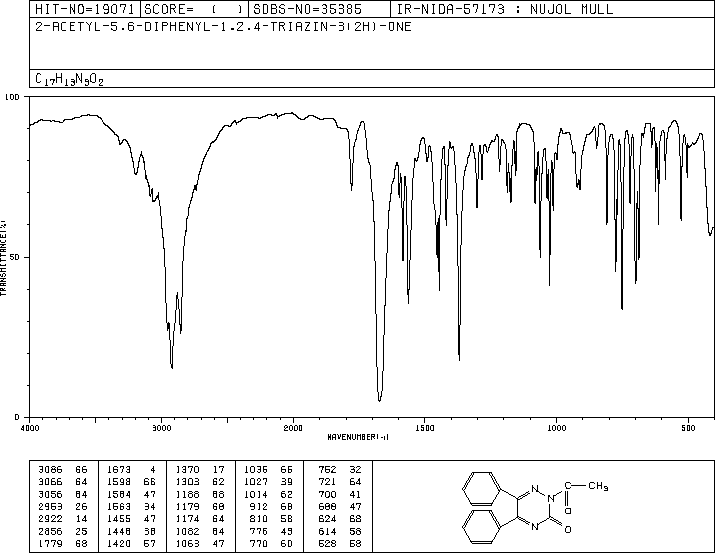 HIT-NO=19071 SCORE= ( ) SDBS-NO=35385 IR-NIDA-57173 : NUJOL MULL
2-ACETYL-5.6-DIPHENYL-1.2.4-TRIAZIN-3(2H)-ONE
C17H13N3O2
100
50
0
TRANSMITTANCE(%)
4000 3000 2000 1500 1000 500
WAVENUMBER(-1)
3086 66 1673 4 1370 17 1036 66 752 32
3066 64 1598 66 1303 62 1027 39 721 64
3056 64 1584 47 1188 68 1014 62 700 41
2953 26 1563 34 1179 60 912 68 688 47
2922 14 1455 47 1174 64 810 58 624 68
2856 25 1448 38 1082 64 776 43 614 58
1779 68 1420 57 1063 47 770 60 528 58
N N C CH3
O
N O